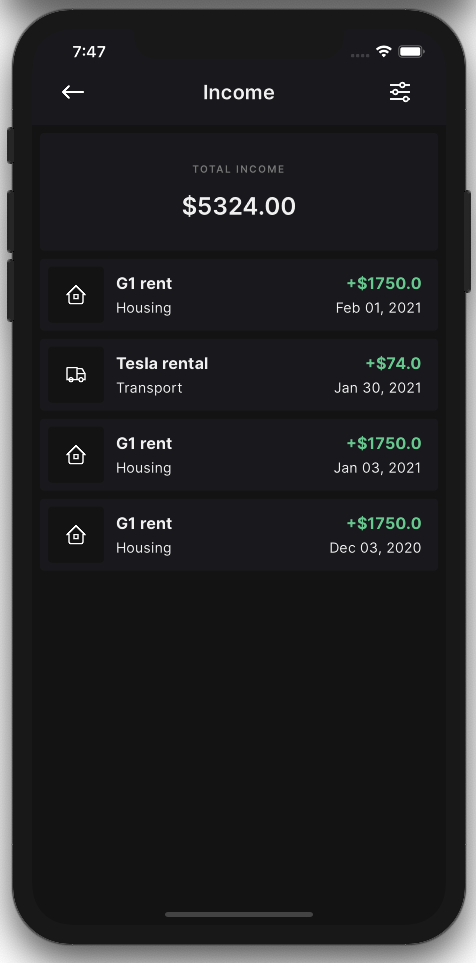 7:47
Income
TOTAL INCOME
$5324.00
G1 rent +$1750.0
Housing Feb 01, 2021
Tesla rental +$74.0
Transport Jan 30, 2021
G1 rent +$1750.0
Housing Jan 03, 2021
G1 rent +$1750.0
Housing Dec 03, 2020